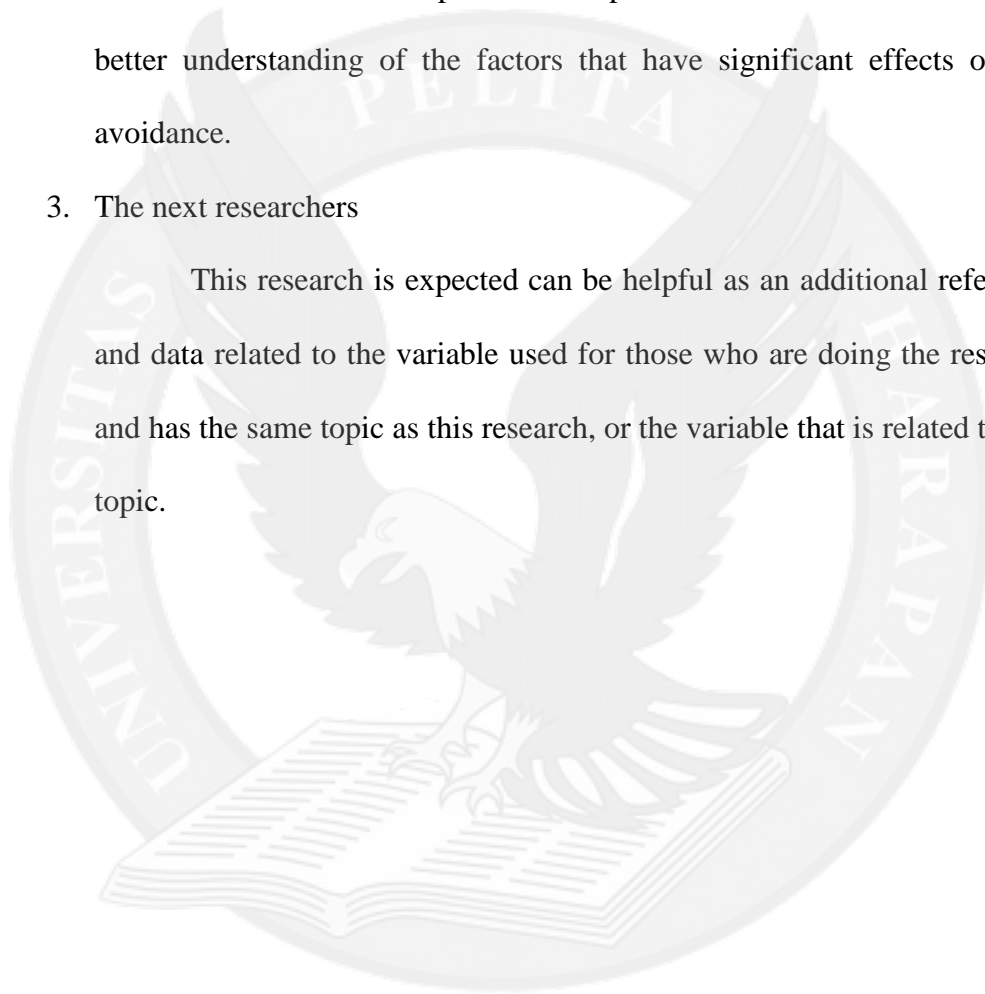 better understanding of the factors that have significant effects o
avoidance.
3. The next researchers
This research is expected can be helpful as an additional refe
and data related to the variable used for those who are doing the res
and has the same topic as this research, or the variable that is related t
topic.
UNIVERSITAS PELITA HARAPAN